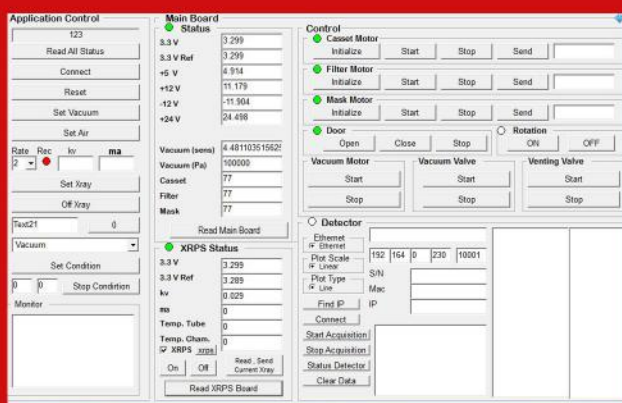 Application Control
123
Read All Status
Connect
Reset
Set Vacuum
Set Air
Rate Rec kv ma
2
Set Xray
Off Xray
Text21 0
Vacuum
Set Condition
0 0 Stop Condintion
Monitor
Main Board
Status
3.3 V 3.299
3.3 V Ref 3.299
+5 V 4.914
+12 V 11.179
-12 V -11.904
+24 V 24.498
Vacuum (sens) 4.481103515625
Vacuum (Pa) 100000
Casset 77
Filter 77
Mask 77
Read Main Board
XRPS Status
3.3 V 3.299
3.3 V Ref 3.289
kv 0.029
ma 0
Temp. Tube 0
Temp. Cham. 0
XRPS xrps
On Off Read , Send Current Xray
Read XRPS Board
Control
Casset Motor
Initialize Start Stop Send
Filter Motor
Initialize Start Stop Send
Mask Motor
Initialize Start Stop Send
Door Rotation
Open Close Stop ON OFF
Vacuum Motor Vacuum Valve Venting Valve
Start Start Start
Stop Stop Stop
Detector
Ethernet
Ethernet
192 164 0 230 10001
Plot Scale
Linear
S/N
Plot Type
Line
Mac
Find IP IP
Connect
Start Acquisition
Stop Acquisition
Status Detector
Clear Data